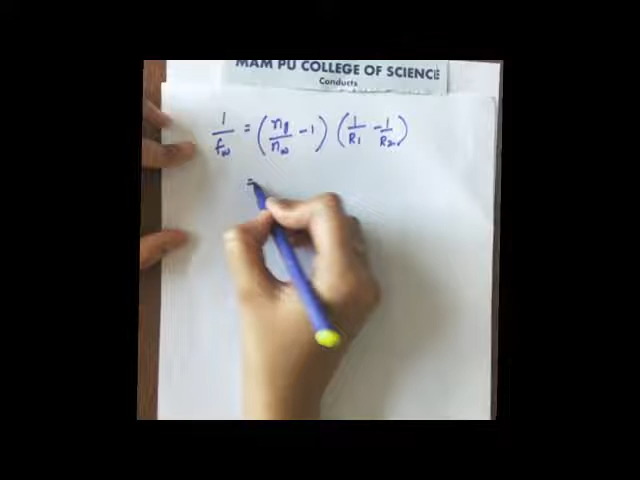 MAM PU COLLEGE OF SCIENCE
Conducts
1/f_w = (n_g/n_w - 1) (1/R_1 - 1/R_2)
=